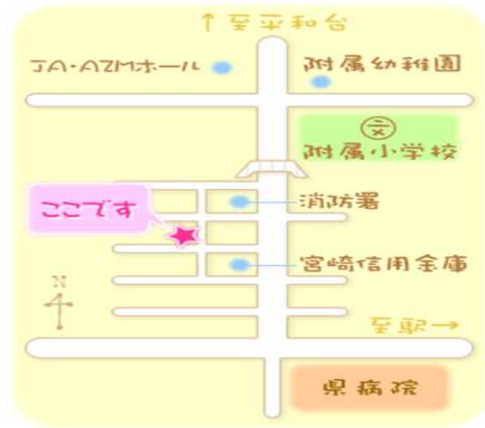 ↑至平和台
JA・AZMホール
附属幼稚園
文
附属小学校
消防署
ここです
宮崎信用金庫
N
至駅→
県病院